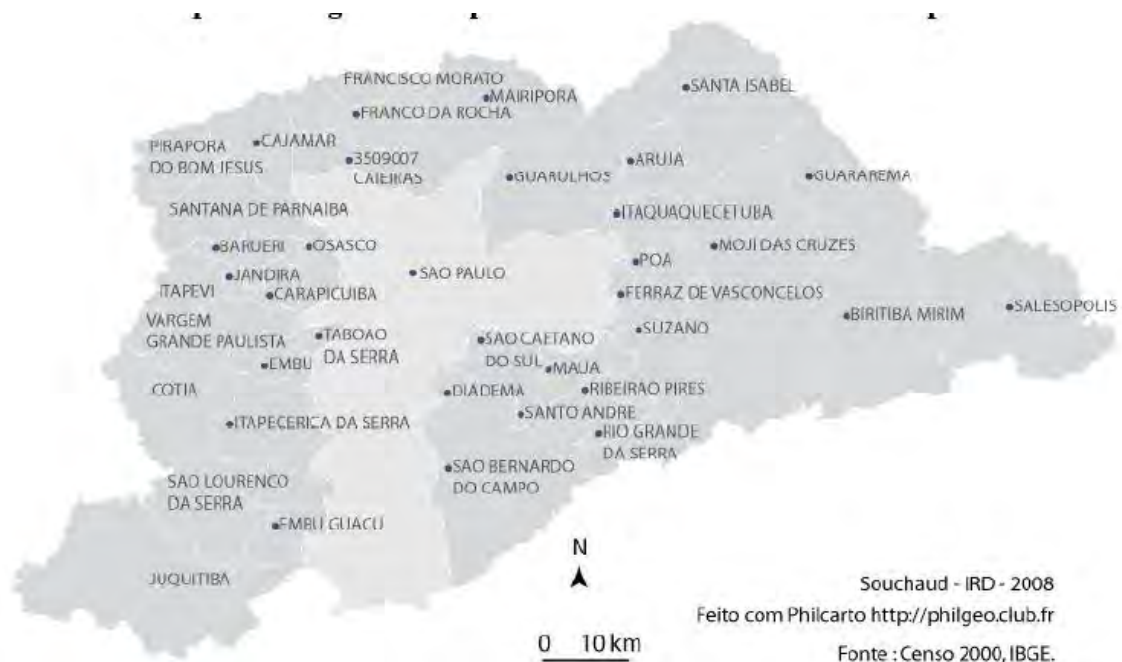 FRANCISCO MORATO
MAIRIPORA
SANTA ISABEL
FRANCO DA ROCHA
PIRAPORA
DO BOM JESUS
CAJAMAR
3509007
CAIEIRAS
ARUJA
GUARULHOS
GUARAREMA
SANTANA DE PARNAIBA
ITAQUAQUECETUBA
BARUERI
OSASCO
MOJI DAS CRUZES
POA
SAO PAULO
JANDIRA
ITAPEVI
CARAPICUIBA
FERRAZ DE VASCONCELOS
BIRITIBA MIRIM
SALESOPOLIS
VARGEM
GRANDE PAULISTA
TABOAO
DA SERRA
SUZANO
SAO CAETANO
DO SUL
EMBU
MAUA
COTIA
DIADEMA
RIBEIRAO PIRES
ITAPECERICA DA SERRA
SANTO ANDRE
RIO GRANDE
DA SERRA
SAO BERNARDO
DO CAMPO
SAO LOURENCO
DA SERRA
EMBU GUACU
JUQUITIBA
N
0 10 km
Souchaud - IRD - 2008
Feito com Philcarto http://philgeo.club.fr
Fonte : Censo 2000, IBGE.